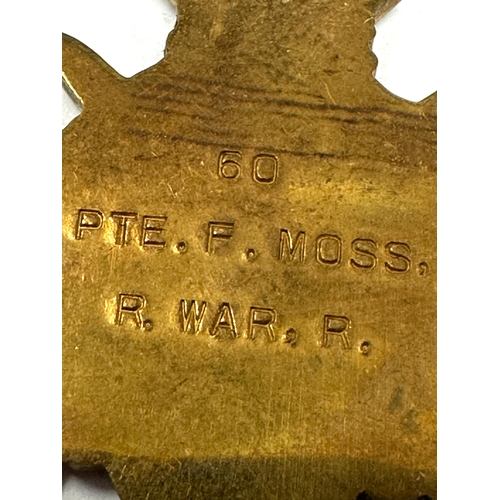 60
PTE. F. MOSS.
R. WAR. R.